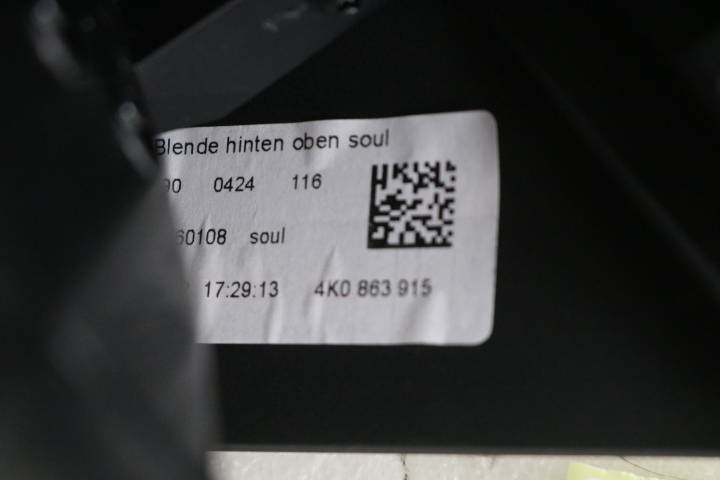 Blende hinten oben soul
0424 116
60108 soul
17:29:13 4K0 863 915